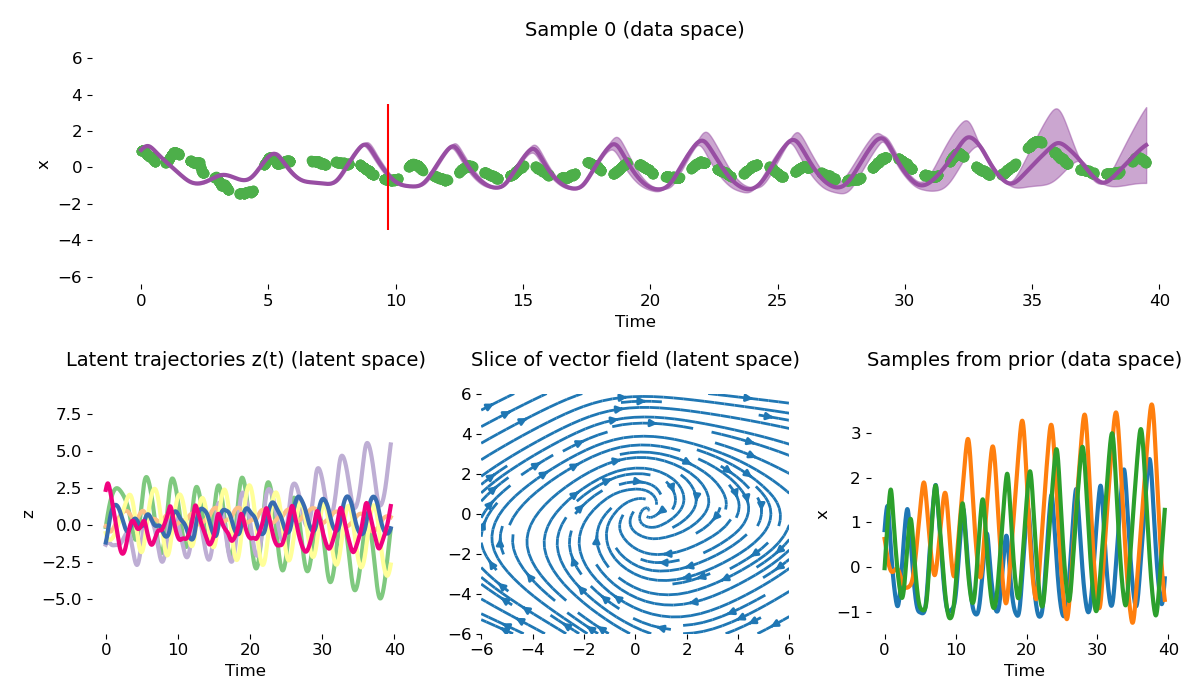 Sample 0 (data space)
6
4
2
0
−2
−4
−6
x
0 5 10 15 20 25 30 35 40
Time
Latent trajectories z(t) (latent space)
7.5
5.0
2.5
0.0
−2.5
−5.0
z
0 10 20 30 40
Time
Slice of vector field (latent space)
6
4
2
0
−2
−4
−6
−6 −4 −2 0 2 4 6
Samples from prior (data space)
3
2
1
0
−1
x
0 10 20 30 40
Time